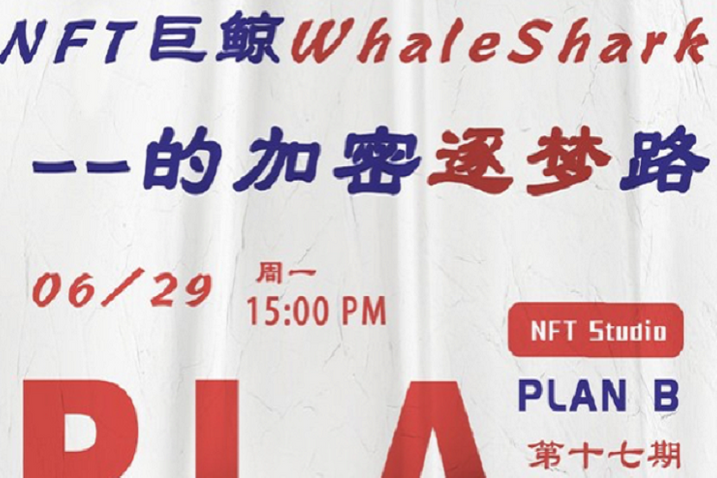 NFT巨鲸WhaleShark
--的加密逐梦路
06/29
周一
15:00 PM
NFT Studio
PLAN B
第十七期
PLA